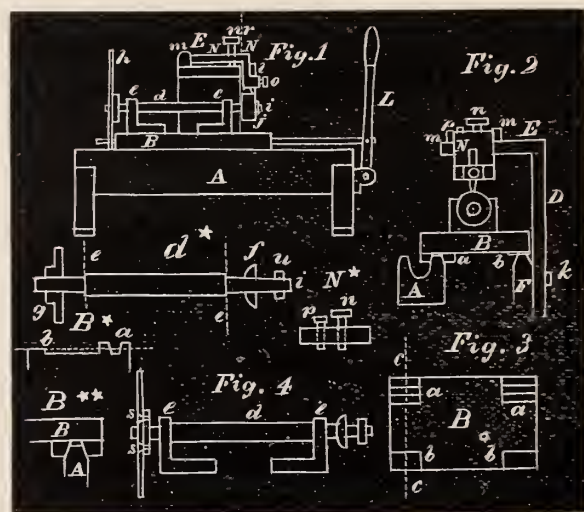 n r
m E N N Fig. 1
h
l
o
e d c i
f
L
B
A
Fig. 2
n
r m E
m N
D
B
a b
k
A F
d*
e f u
i
g
e
N*
p n
B*
b a
B**
B
A
Fig. 4
e d l
s
s
Fig. 3
c
a a
B
b b
c